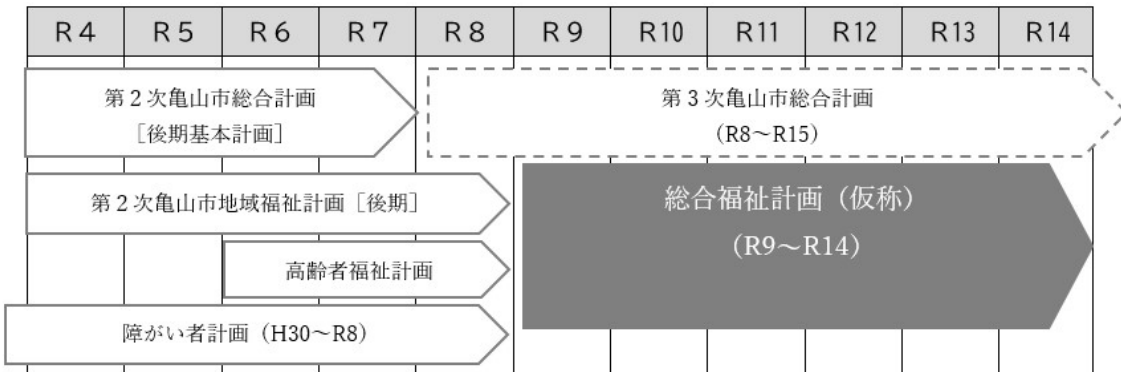 R4 R5 R6 R7 R8 R9 R10 R11 R12 R13 R14
第2次亀山市総合計画
［後期基本計画］
第3次亀山市総合計画
（R8～R15）
第2次亀山市地域福祉計画［後期］
総合福祉計画（仮称）
（R9～R14）
高齢者福祉計画
障がい者計画（H30～R8）